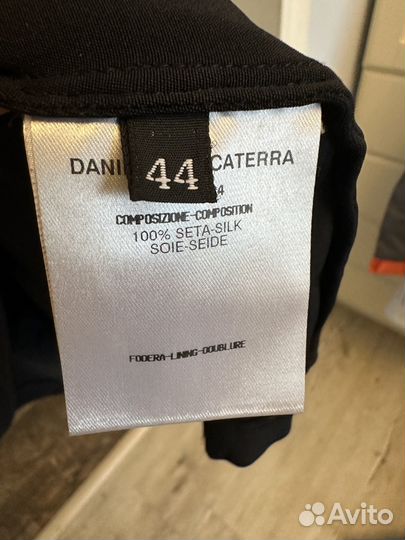 DANI
44
CATERRA
COMPOSIZIONE-COMPOSITION
100% SETA-SILK
SOIE-SEIDE
FODERA-LINING-DOUBLURE
Avito